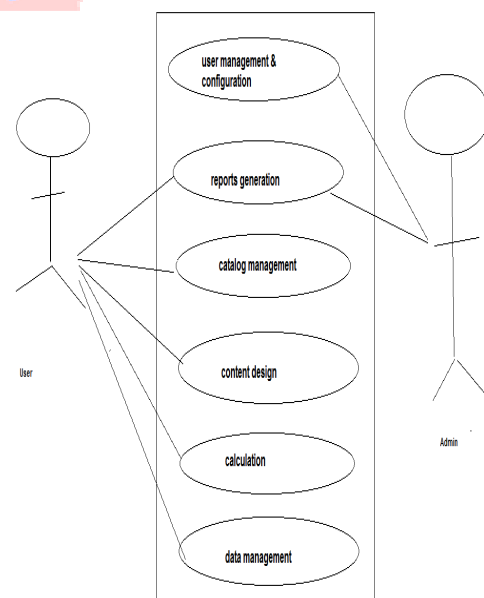 user management &
configuration
reports generation
catalog management
content design
User
Admin
calculation
data management